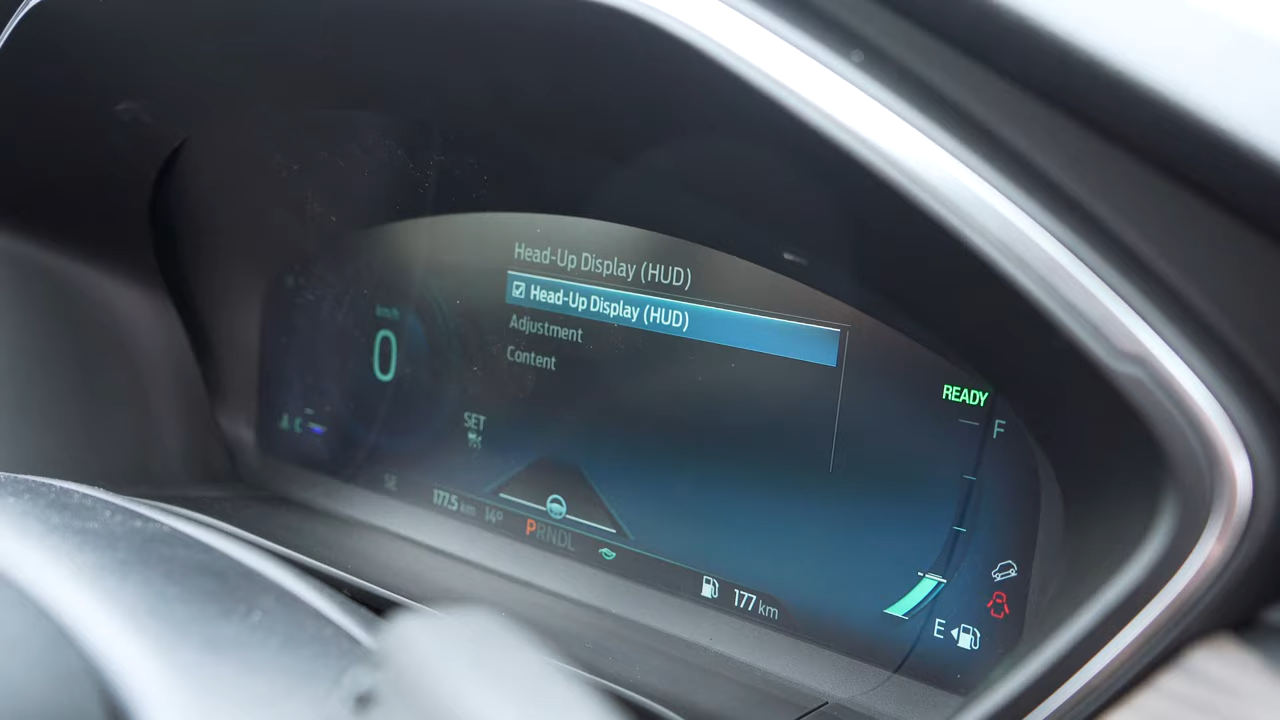 Head-Up Display (HUD)
Head-Up Display (HUD)
Adjustment
Content
km/h
0
SET
READY
F
177.5 km 14°
PRNDL
177 km
E